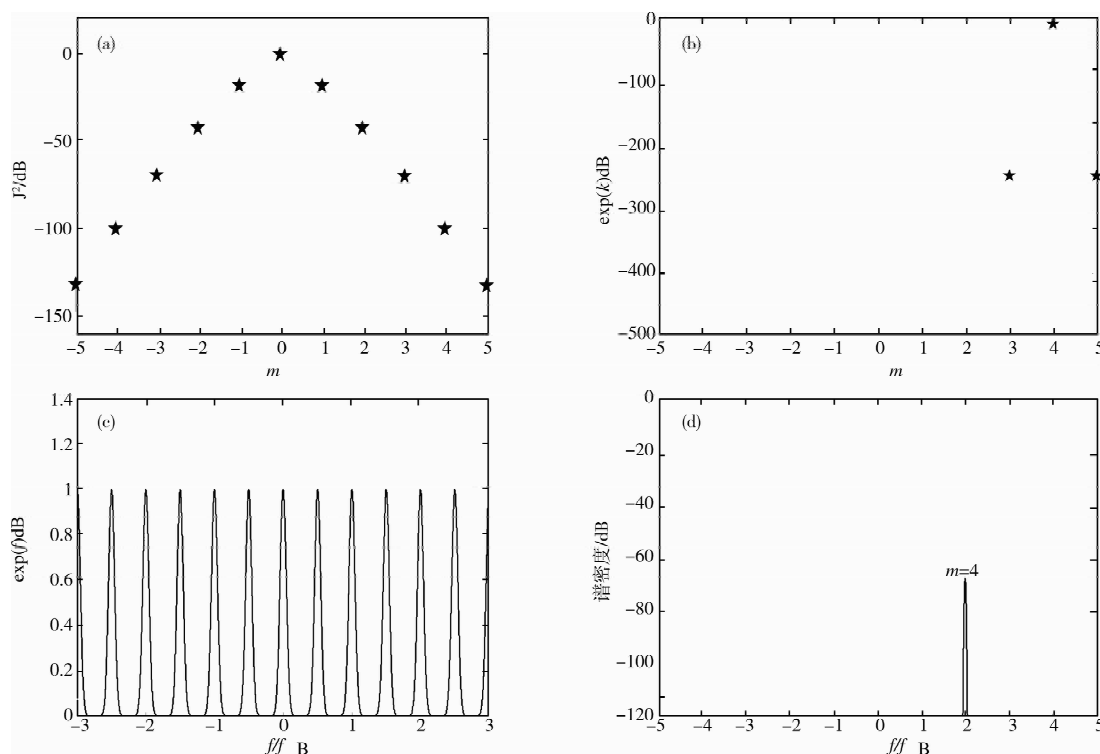 (a)
J²/dB
0
−50
−100
−150
−5 −4 −3 −2 −1 0 1 2 3 4 5
m
(b)
exp(k)dB
0
−100
−200
−300
−400
−500
−5 −4 −3 −2 −1 0 1 2 3 4 5
m
(c)
exp(f)dB
1.4
1.2
1
0.8
0.6
0.4
0.2
0
−3 −2 −1 0 1 2 3
f/f_B
(d)
谱密度/dB
0
−20
−40
−60
−80
−100
−120
m=4
−5 −4 −3 −2 −1 0 1 2 3 4 5
f/f_B